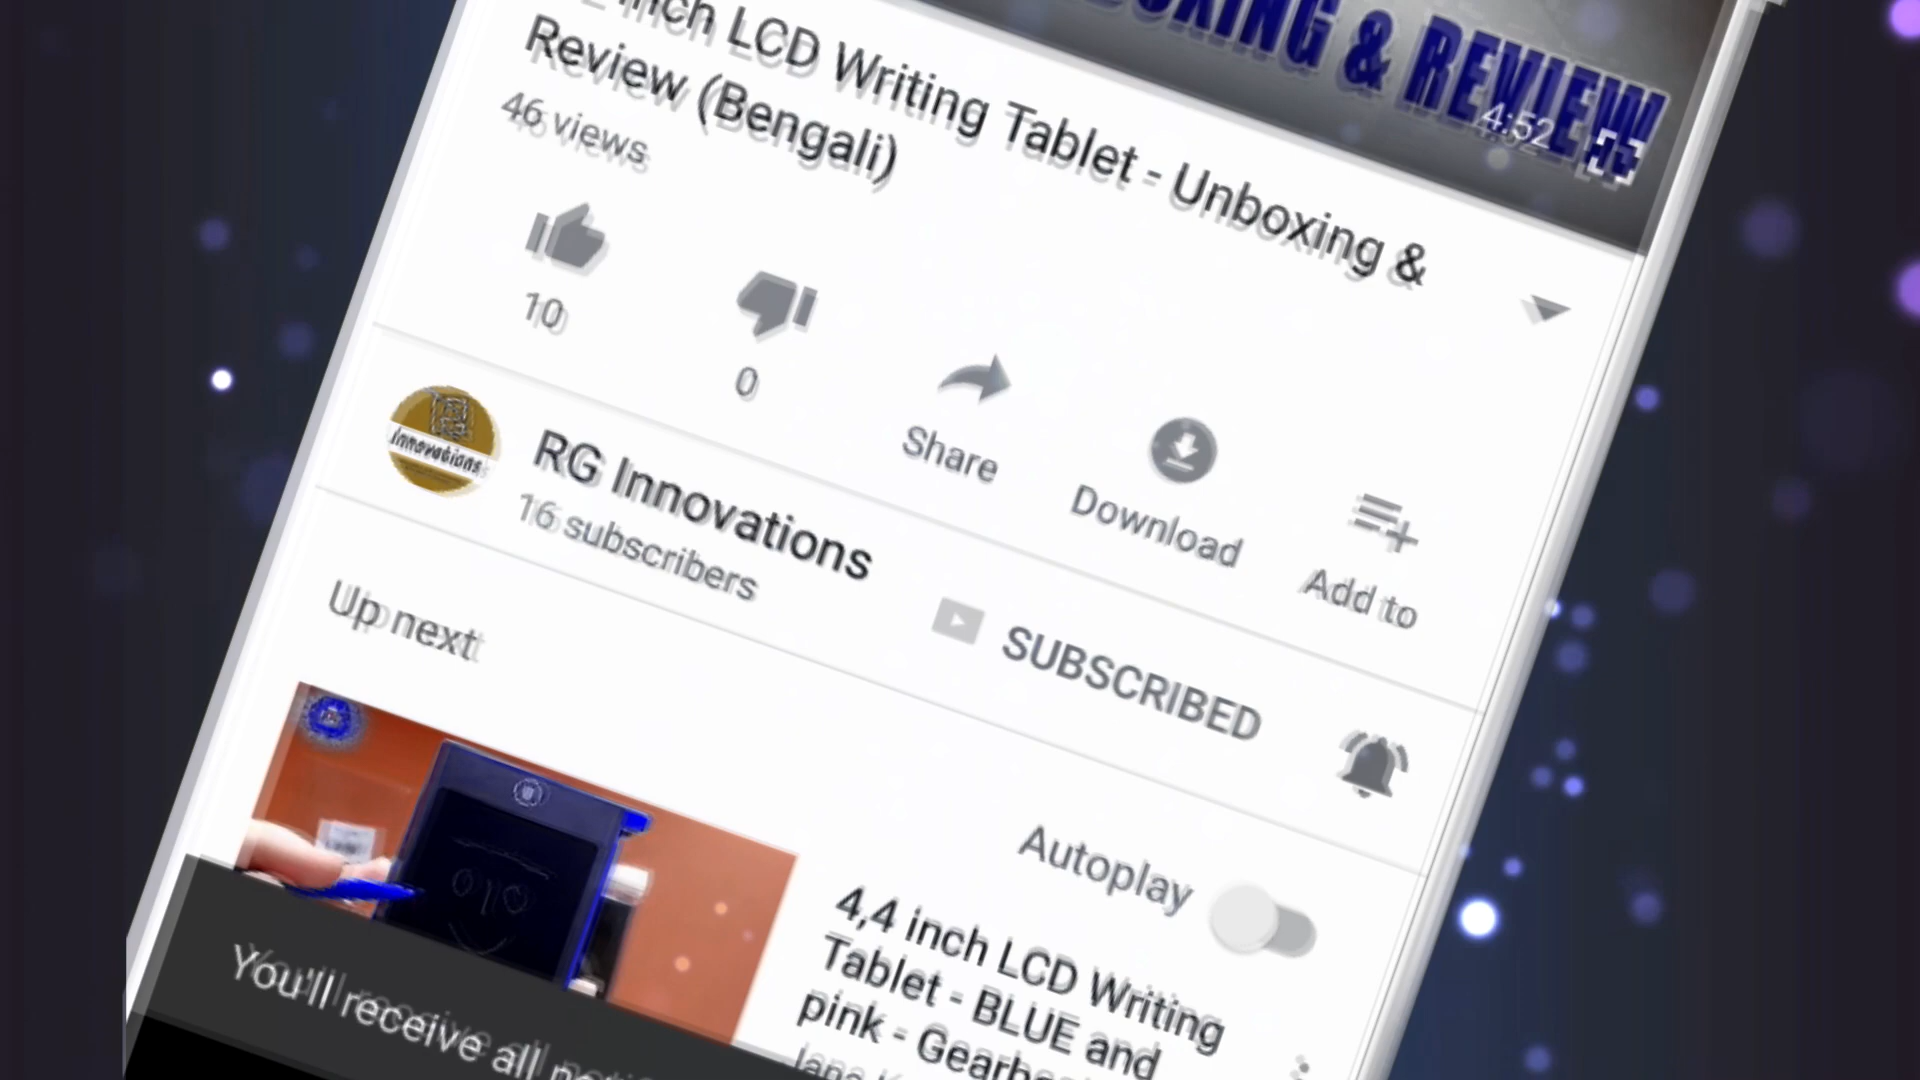 & REVIEW
4:52
inch LCD Writing Tablet - Unboxing &
Review (Bengali)
46 views
10
0
Share
Download
Add to
Innovations
RG Innovations
16 subscribers
SUBSCRIBED
Up next
Autoplay
4,4 inch LCD Writing
Tablet - BLUE and
pink -
You'll receive all